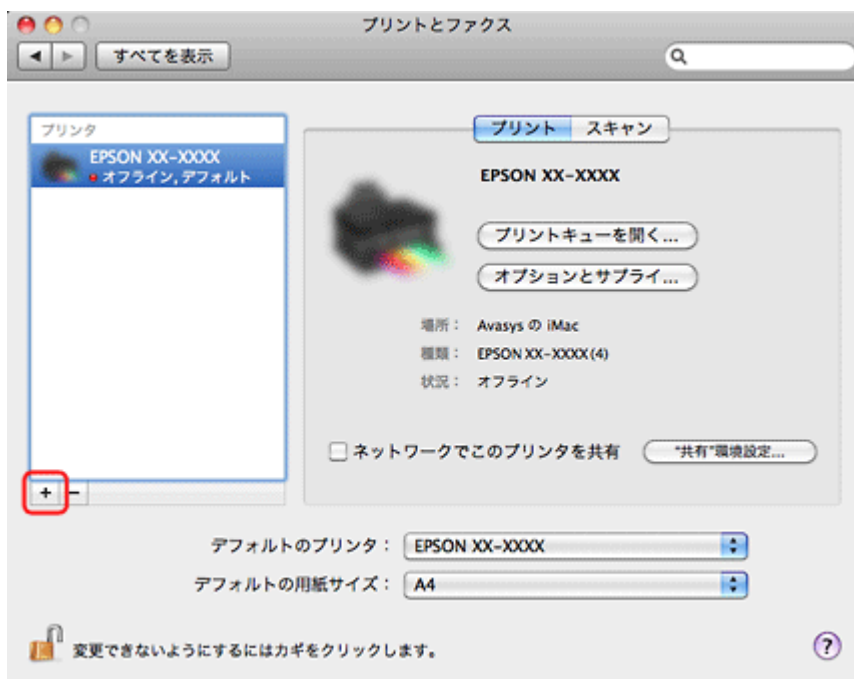 プリントとファクス
すべてを表示
プリンタ
EPSON XX-XXXX
オフライン, デフォルト
+ −
プリント スキャン
EPSON XX-XXXX
プリントキューを開く...
オプションとサプライ...
場所： Avasys の iMac
種類： EPSON XX-XXXX(4)
状況： オフライン
ネットワークでこのプリンタを共有 "共有"環境設定...
デフォルトのプリンタ： EPSON XX-XXXX
デフォルトの用紙サイズ： A4
変更できないようにするにはカギをクリックします。 ?